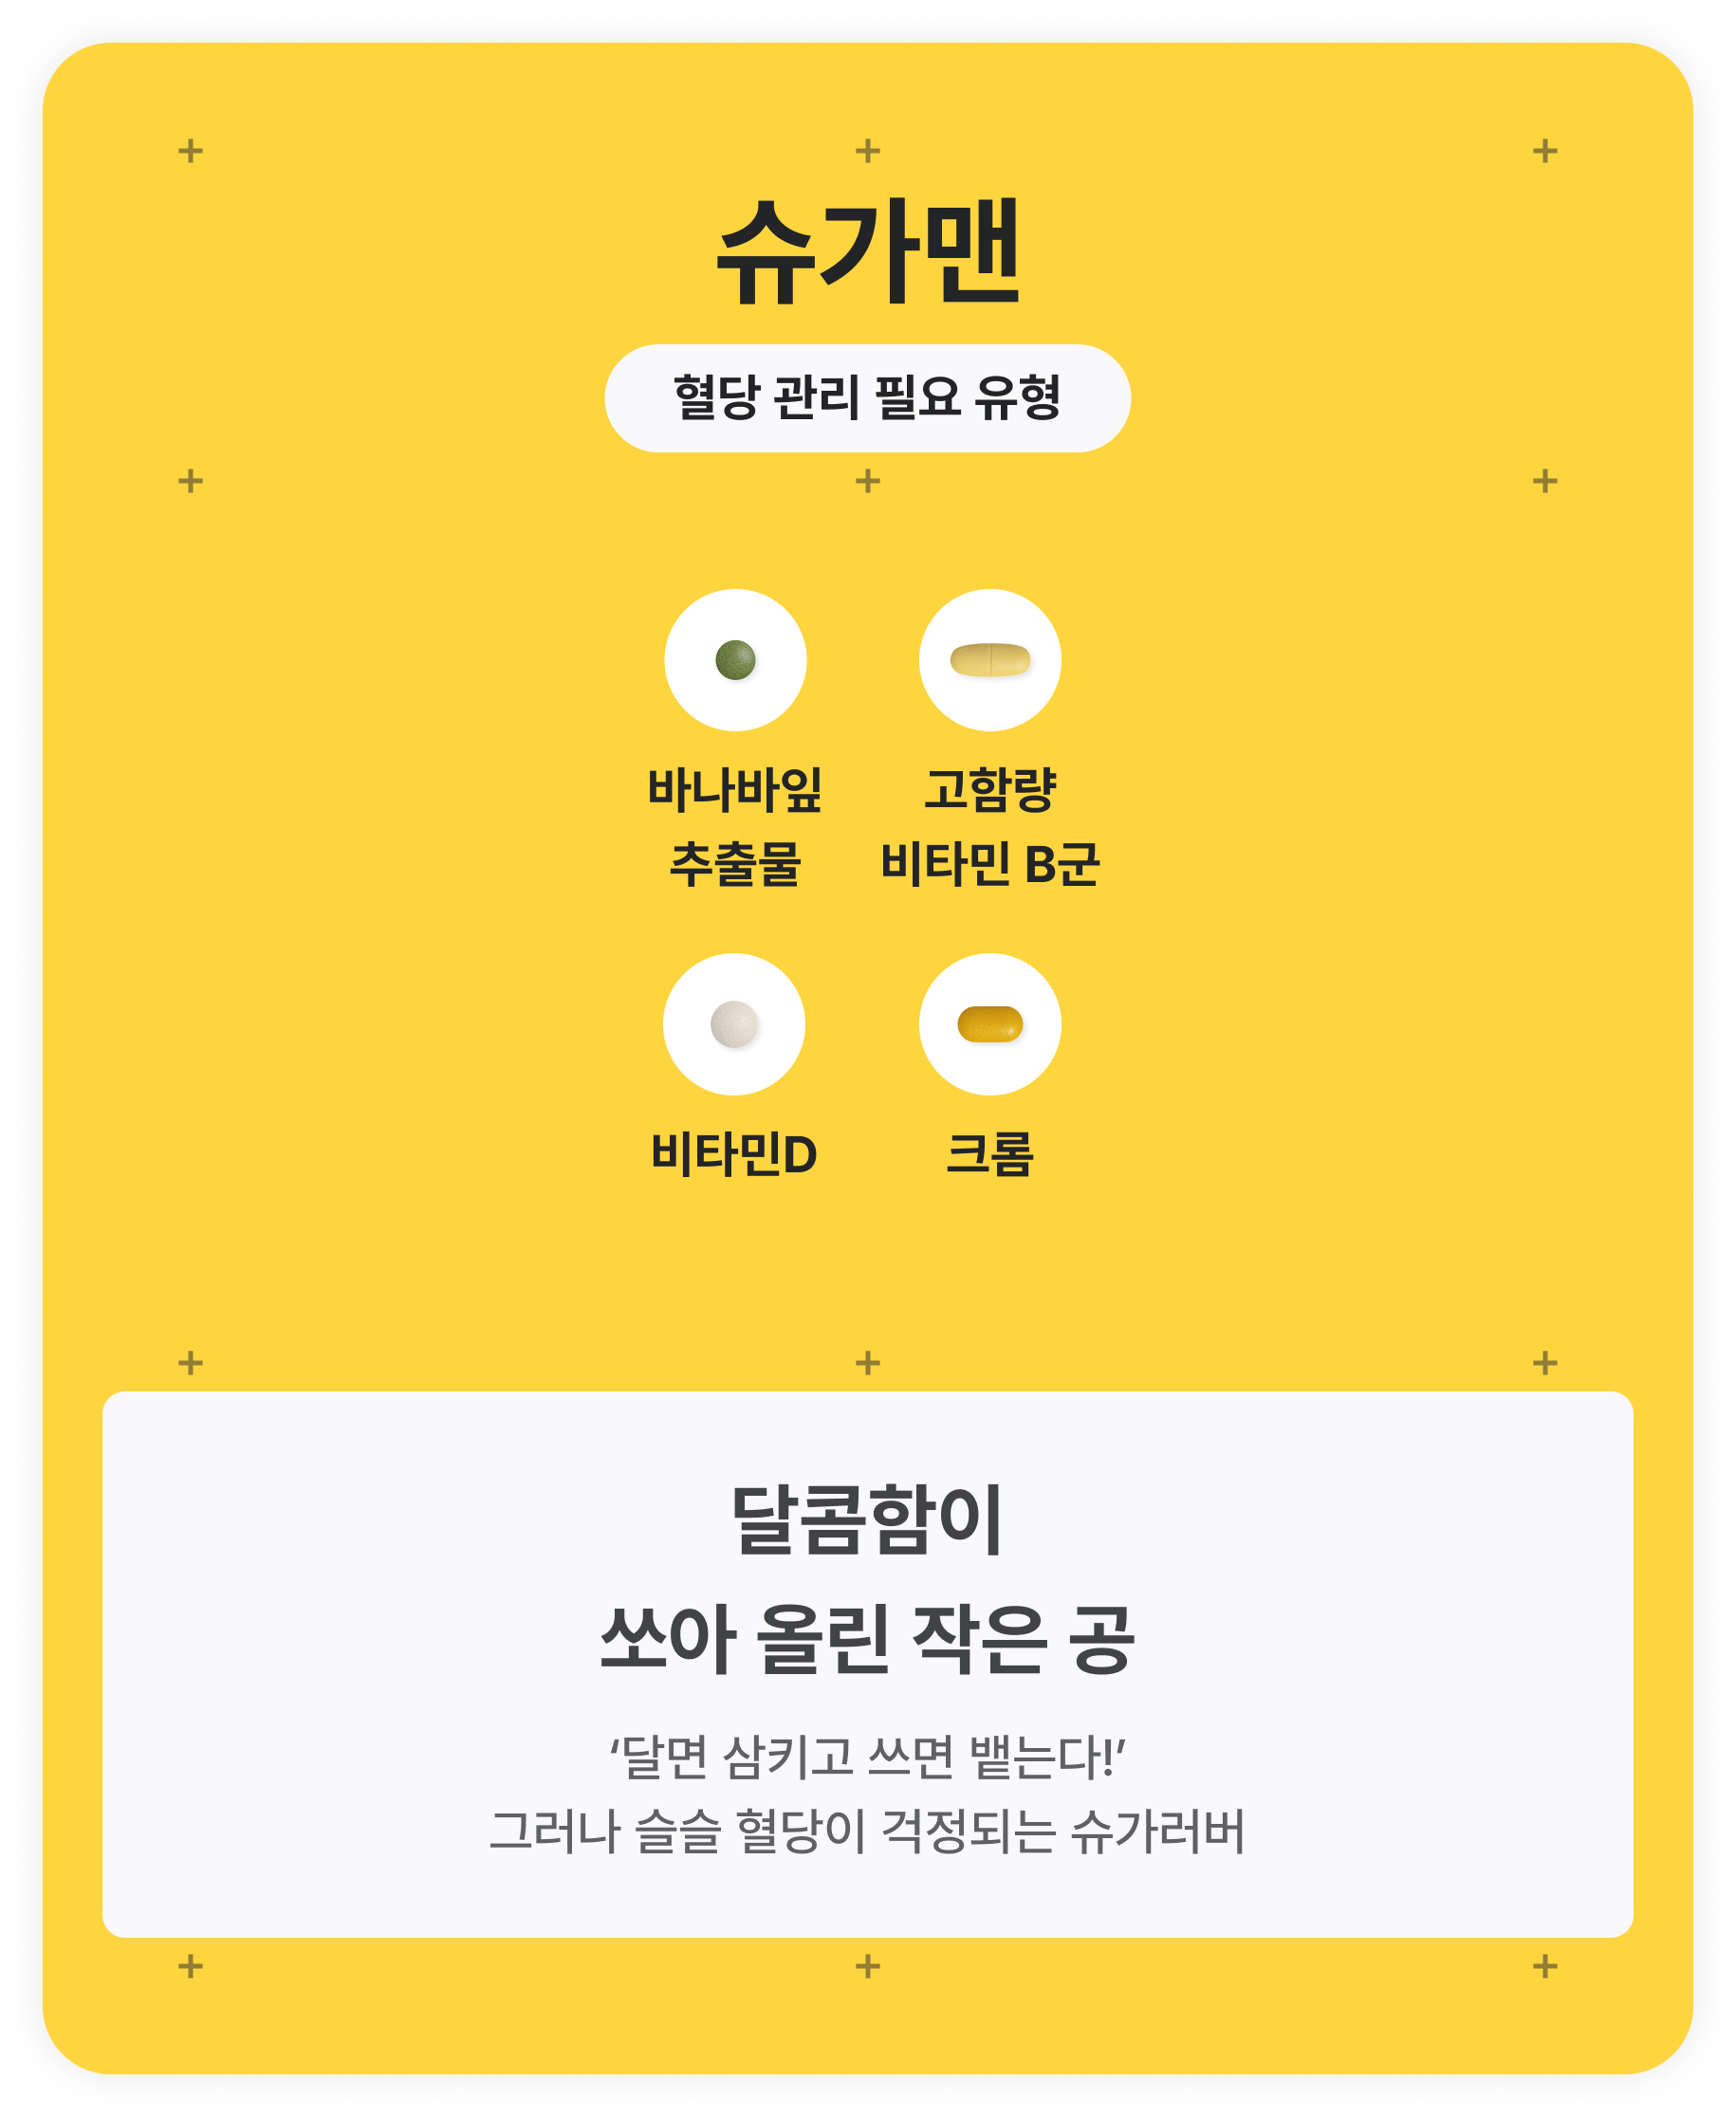 슈가맨
혈당 관리 필요 유형
바나바잎
추출물
고함량
비타민 B군
비타민D
크롬
달콤함이
쏘아 올린 작은 공
‘달면 삼키고 쓰면 뱉는다!’
그러나 슬슬 혈당이 걱정되는 슈가러버